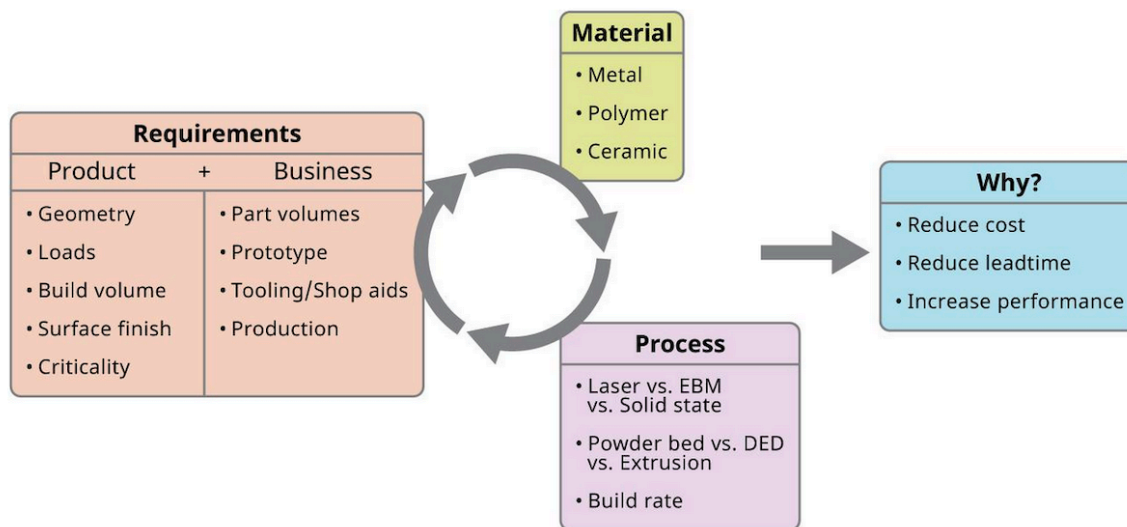 Requirements
Product + Business
• Geometry
• Loads
• Build volume
• Surface finish
• Criticality
• Part volumes
• Prototype
• Tooling/Shop aids
• Production
Material
• Metal
• Polymer
• Ceramic
Process
• Laser vs. EBM
vs. Solid state
• Powder bed vs. DED
vs. Extrusion
• Build rate
Why?
• Reduce cost
• Reduce leadtime
• Increase performance